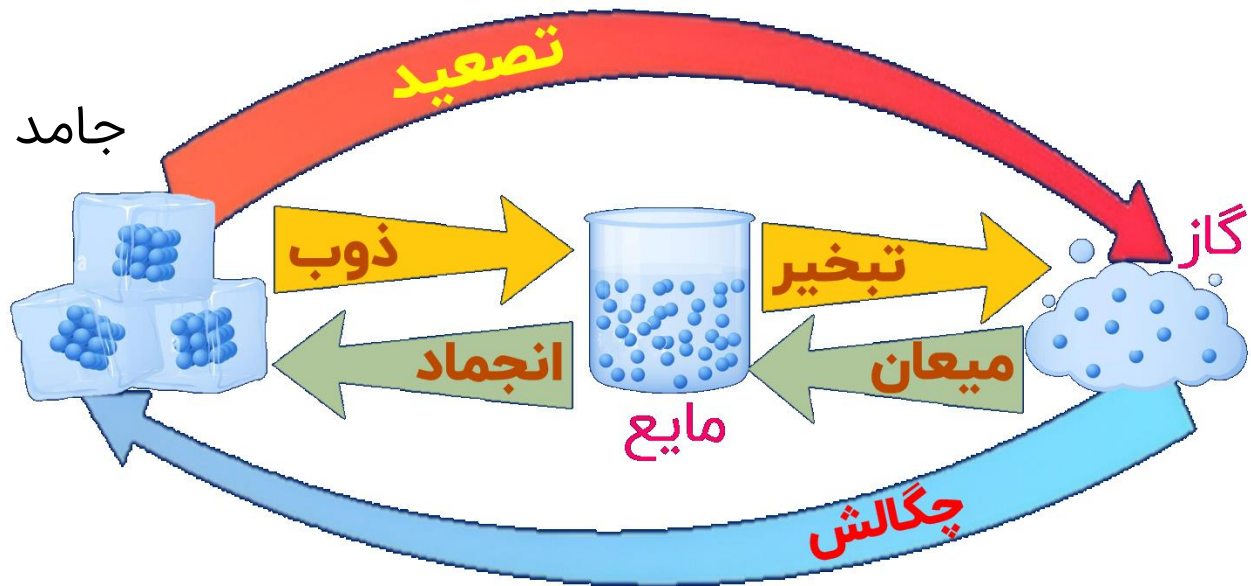 تصعید
جامد
گاز
ذوب
تبخیر
انجماد
میعان
مایع
چگالش